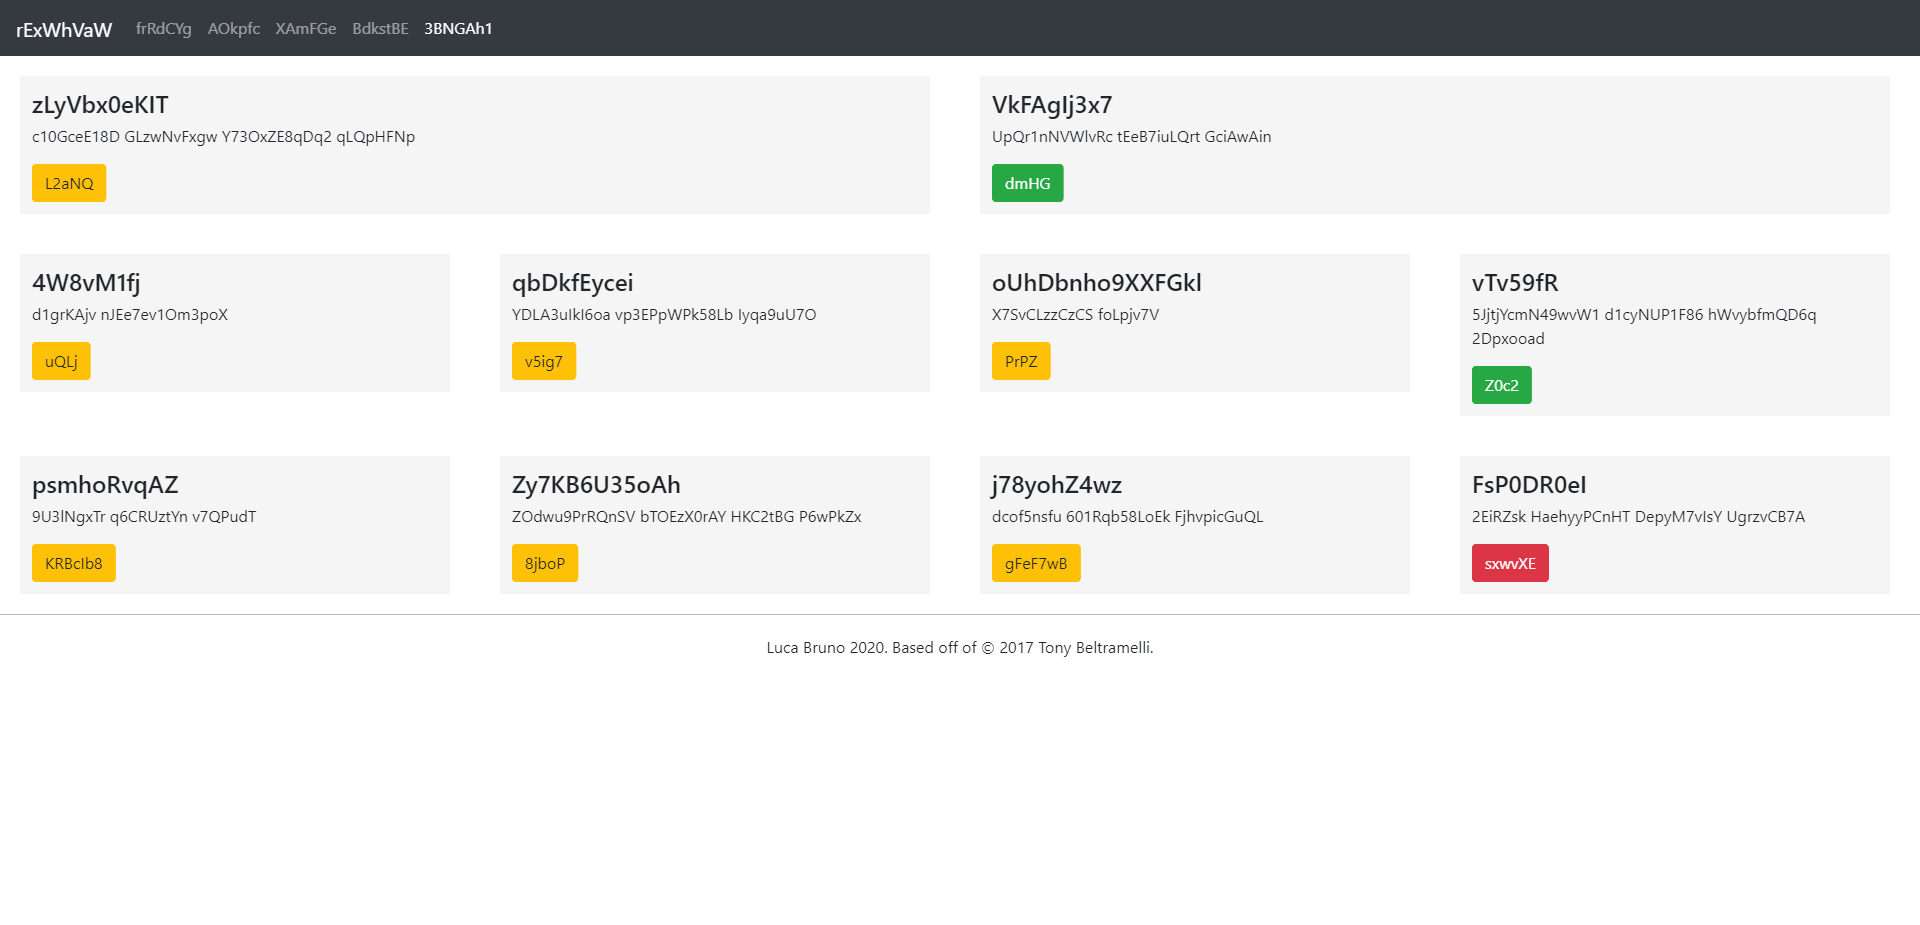 rExWhVaW frRdCYg AOkpfc XAmFGe BdkstBE 3BNGAh1
zLyVbx0eKIT
c10GceE18D GLzwNvFxgw Y73OxZE8qDq2 qLQpHFNp
L2aNQ
VkFAgIj3x7
UpQr1nNVWlvRc tEeB7iuLQrt GciAwAin
dmHG
4W8vM1fj
d1grKAjv nJEe7ev1Om3poX
uQLj
qbDkfEycei
YDLA3uIkI6oa vp3EPpWPk58Lb Iyqa9uU7O
v5ig7
oUhDbnho9XXFGkl
X7SvCLzzCzCS foLpjv7V
PrPZ
vTv59fR
5JjtjYcmN49wvW1 d1cyNUP1F86 hWvybfmQD6q
2Dpxooad
Z0c2
psmhoRvqAZ
9U3lNgxTr q6CRUztYn v7QPudT
KRBcIb8
Zy7KB6U35oAh
ZOdwu9PrRQnSV bTOEzX0rAY HKC2tBG P6wPkZx
8jboP
j78yohZ4wz
dcof5nsfu 601Rqb58LoEk FjhvpicGuQL
gFeF7wB
FsP0DR0eI
2EiRZsk HaehyyPCnHT DepyM7vIsY UgrzvCB7A
sxwvXE
Luca Bruno 2020. Based off of © 2017 Tony Beltramelli.